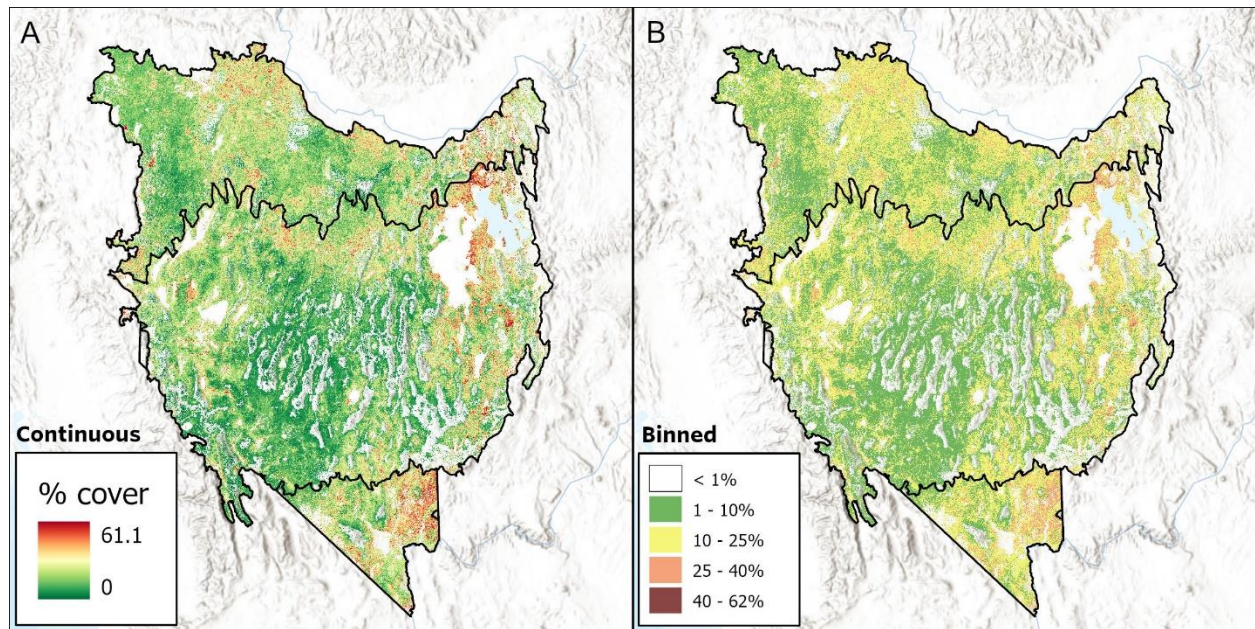 A
Continuous
% cover
61.1
0
B
Binned
< 1%
1 - 10%
10 - 25%
25 - 40%
40 - 62%